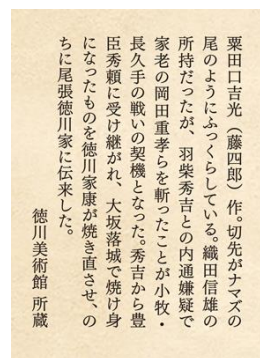 粟田口吉光（藤四郎）作。切先がナマズの
尾のようにふっくらしている。織田信雄の
所持だったが、羽柴秀吉との内通嫌疑で
家老の岡田重孝らを斬ったことが小牧・
長久手の戦いの契機となった。秀吉から豊
臣秀頼に受け継がれ、大坂落城で焼け身
になったものを徳川家康が焼き直させ、の
ちに尾張徳川家に伝来した。
徳川美術館 所蔵